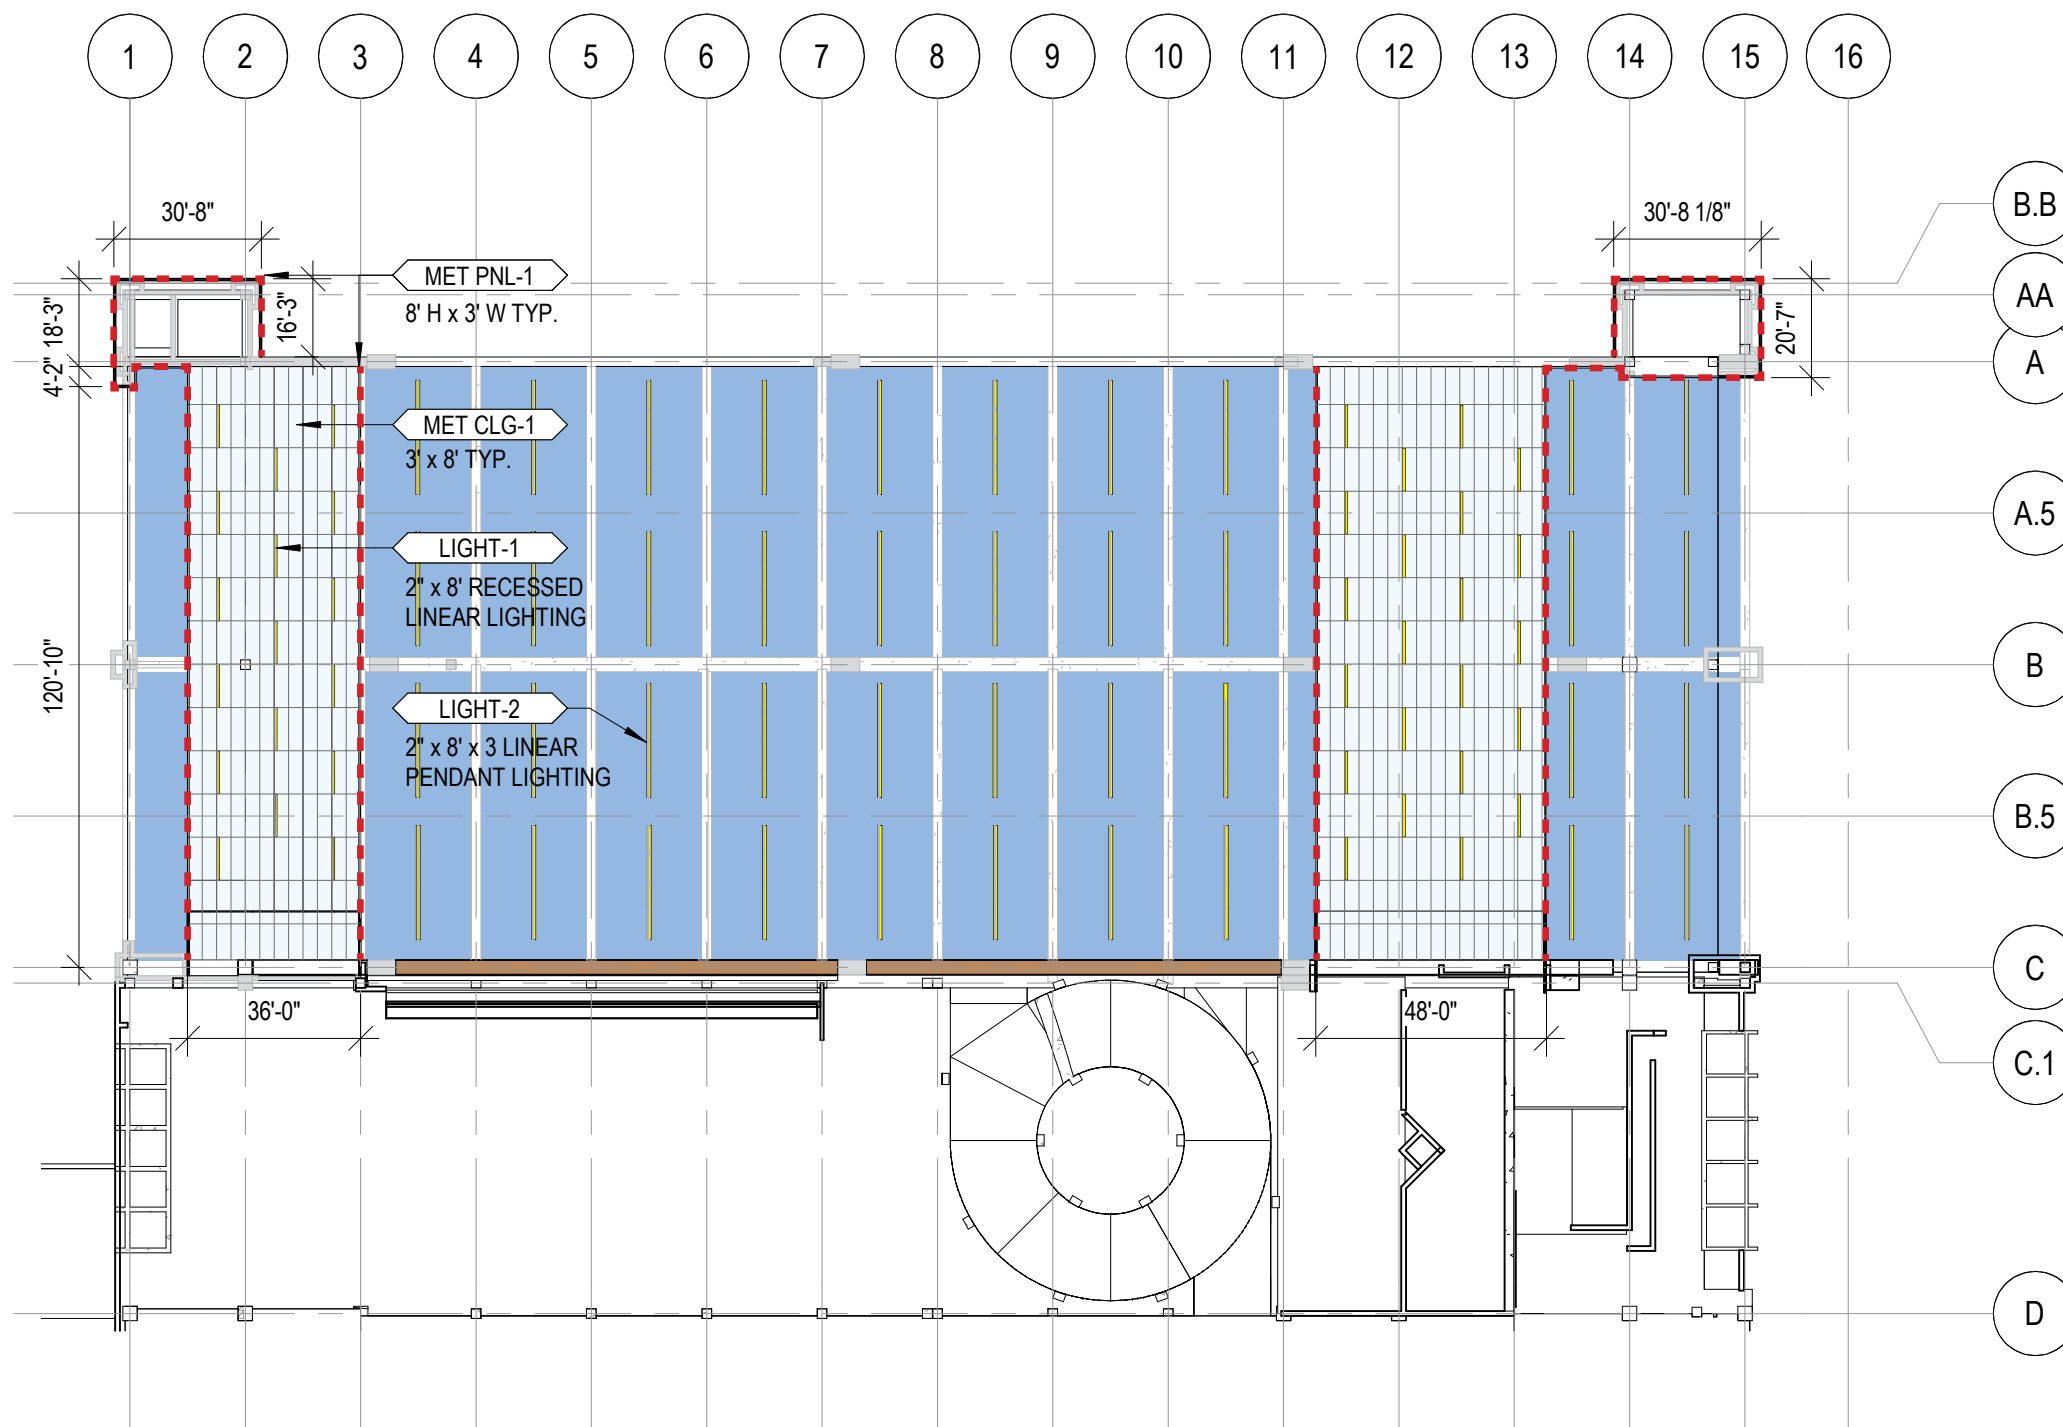 1 2 3 4 5 6 7 8 9 10 11 12 13 14 15 16
B.B
30'-8"
30'-8 1/8"
MET PNL-1
8' H x 3' W TYP.
AA
18'-3"
16'-3"
20'-7"
A
4'-2"
MET CLG-1
3' x 8' TYP.
A.5
LIGHT-1
2" x 8' RECESSED
LINEAR LIGHTING
B
120'-10"
LIGHT-2
2" x 8' x 3 LINEAR
PENDANT LIGHTING
B.5
C
36'-0"
48'-0"
C.1
D